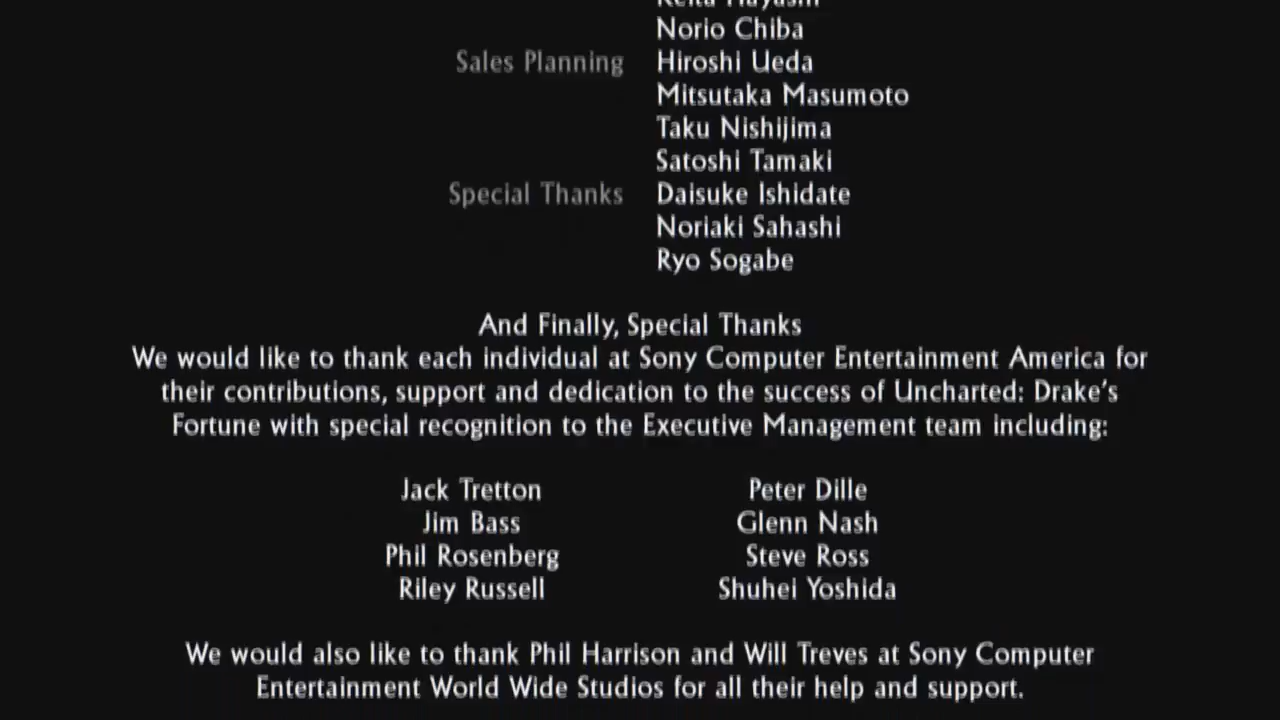 Norio Chiba
Sales Planning Hiroshi Ueda
Mitsutaka Masumoto
Taku Nishijima
Satoshi Tamaki
Special Thanks Daisuke Ishidate
Noriaki Sahashi
Ryo Sogabe
And Finally, Special Thanks
We would like to thank each individual at Sony Computer Entertainment America for
their contributions, support and dedication to the success of Uncharted: Drake's
Fortune with special recognition to the Executive Management team including:
Jack Tretton Peter Dille
Jim Bass Glenn Nash
Phil Rosenberg Steve Ross
Riley Russell Shuhei Yoshida
We would also like to thank Phil Harrison and Will Treves at Sony Computer
Entertainment World Wide Studios for all their help and support.